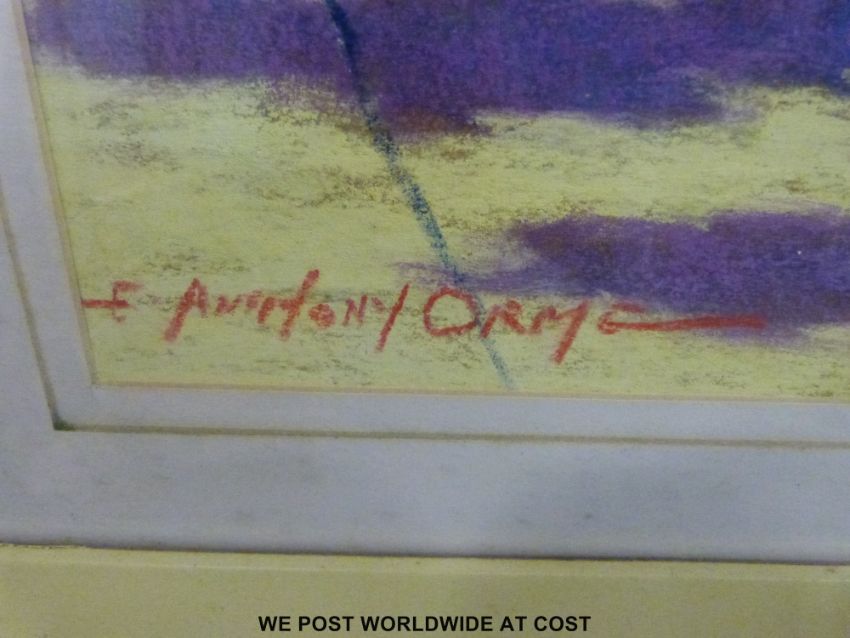 E. ANTHONY ORME
WE POST WORLDWIDE AT COST